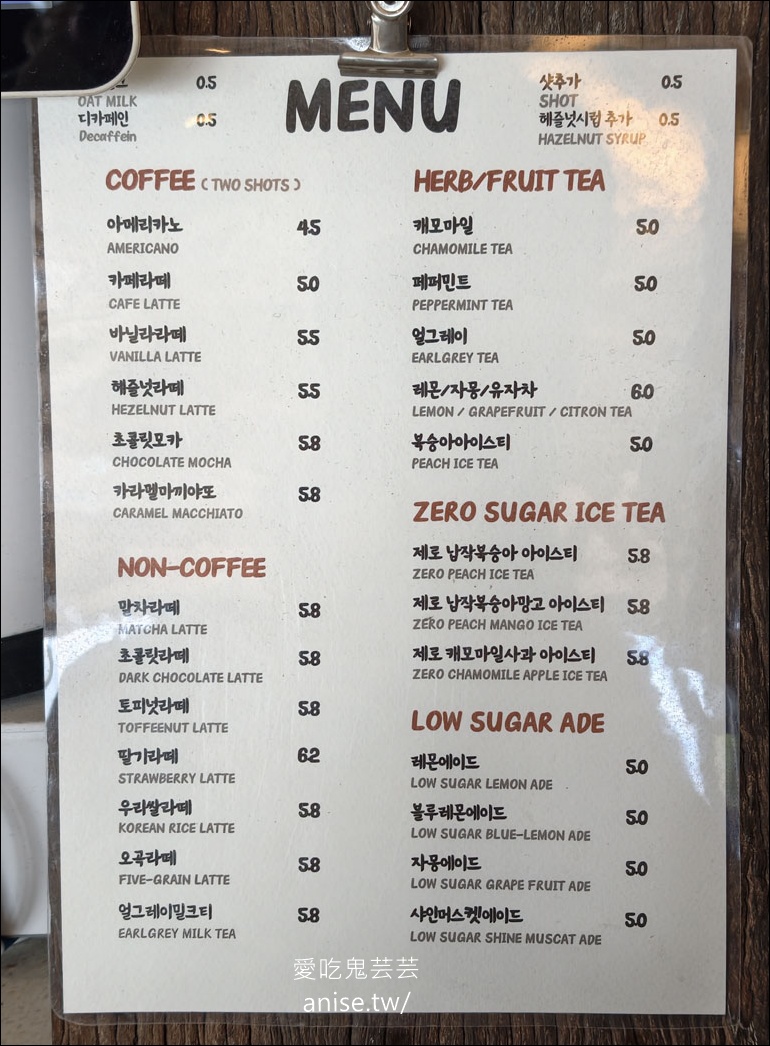 0.5
OAT MILK
디카페인 0.5
Decaffein
MENU
샷추가 0.5
SHOT
헤즐넛시럽 추가 0.5
HAZELNUT SYRUP
COFFEE ( TWO SHOTS )
아메리카노 4.5
AMERICANO
카페라떼 5.0
CAFE LATTE
바닐라라떼 5.5
VANILLA LATTE
헤즐넛라떼 5.5
HEZELNUT LATTE
초콜릿모카 5.8
CHOCOLATE MOCHA
카라멜마끼야또 5.8
CARAMEL MACCHIATO
NON-COFFEE
말차라떼 5.8
MATCHA LATTE
초콜릿라떼 5.8
DARK CHOCOLATE LATTE
토피넛라떼 5.8
TOFFEENUT LATTE
딸기라떼 6.2
STRAWBERRY LATTE
우리쌀라떼 5.8
KOREAN RICE LATTE
오곡라떼 5.8
FIVE-GRAIN LATTE
얼그레이밀크티 5.8
EARLGREY MILK TEA
HERB/FRUIT TEA
캐모마일 5.0
CHAMOMILE TEA
페퍼민트 5.0
PEPPERMINT TEA
얼그레이 5.0
EARLGREY TEA
레몬/자몽/유자차 6.0
LEMON / GRAPEFRUIT / CITRON TEA
복숭아아이스티 5.0
PEACH ICE TEA
ZERO SUGAR ICE TEA
제로 납작복숭아 아이스티 5.8
ZERO PEACH ICE TEA
제로 납작복숭아망고 아이스티 5.8
ZERO PEACH MANGO ICE TEA
제로 캐모마일사과 아이스티 5.8
ZERO CHAMOMILE APPLE ICE TEA
LOW SUGAR ADE
레몬에이드 5.0
LOW SUGAR LEMON ADE
블루레몬에이드 5.0
LOW SUGAR BLUE-LEMON ADE
자몽에이드 5.0
LOW SUGAR GRAPE FRUIT ADE
샤인머스켓에이드 5.0
LOW SUGAR SHINE MUSCAT ADE
愛吃鬼芸芸
anise.tw/